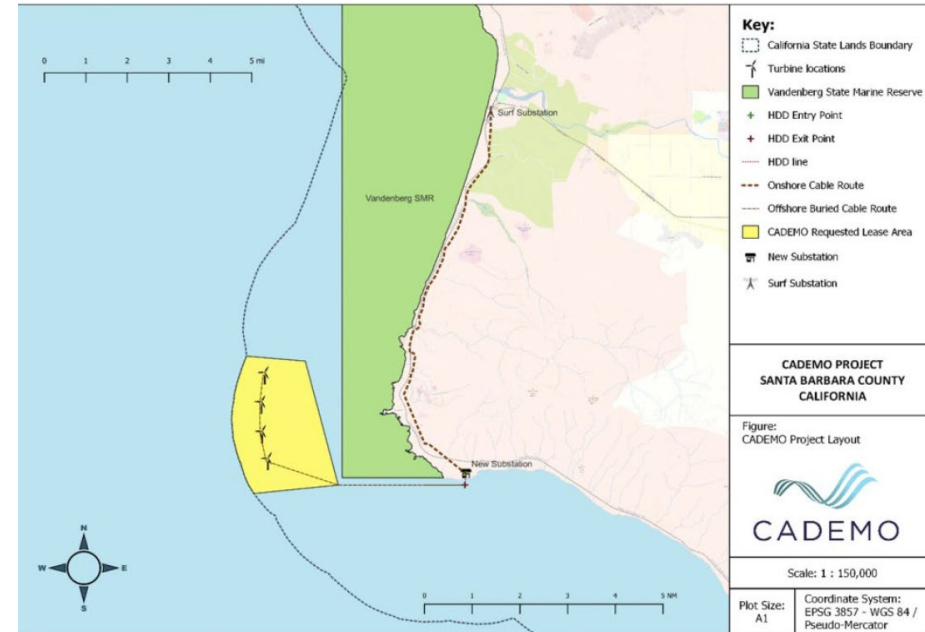 0 1 2 3 4 5 mi
Surf Substation
Vandenberg SMR
New Substation
N
W E
S
0 1 2 3 4 5 NM
Key:
California State Lands Boundary
Turbine locations
Vandenberg State Marine Reserve
HDD Entry Point
HDD Exit Point
HDD line
Onshore Cable Route
Offshore Buried Cable Route
CADEMO Requested Lease Area
New Substation
Surf Substation
CADEMO PROJECT
SANTA BARBARA COUNTY
CALIFORNIA
Figure:
CADEMO Project Layout
CADEMO
Scale: 1 : 150,000
Plot Size:
A1
Coordinate System:
EPSG 3857 - WGS 84 /
Pseudo-Mercator